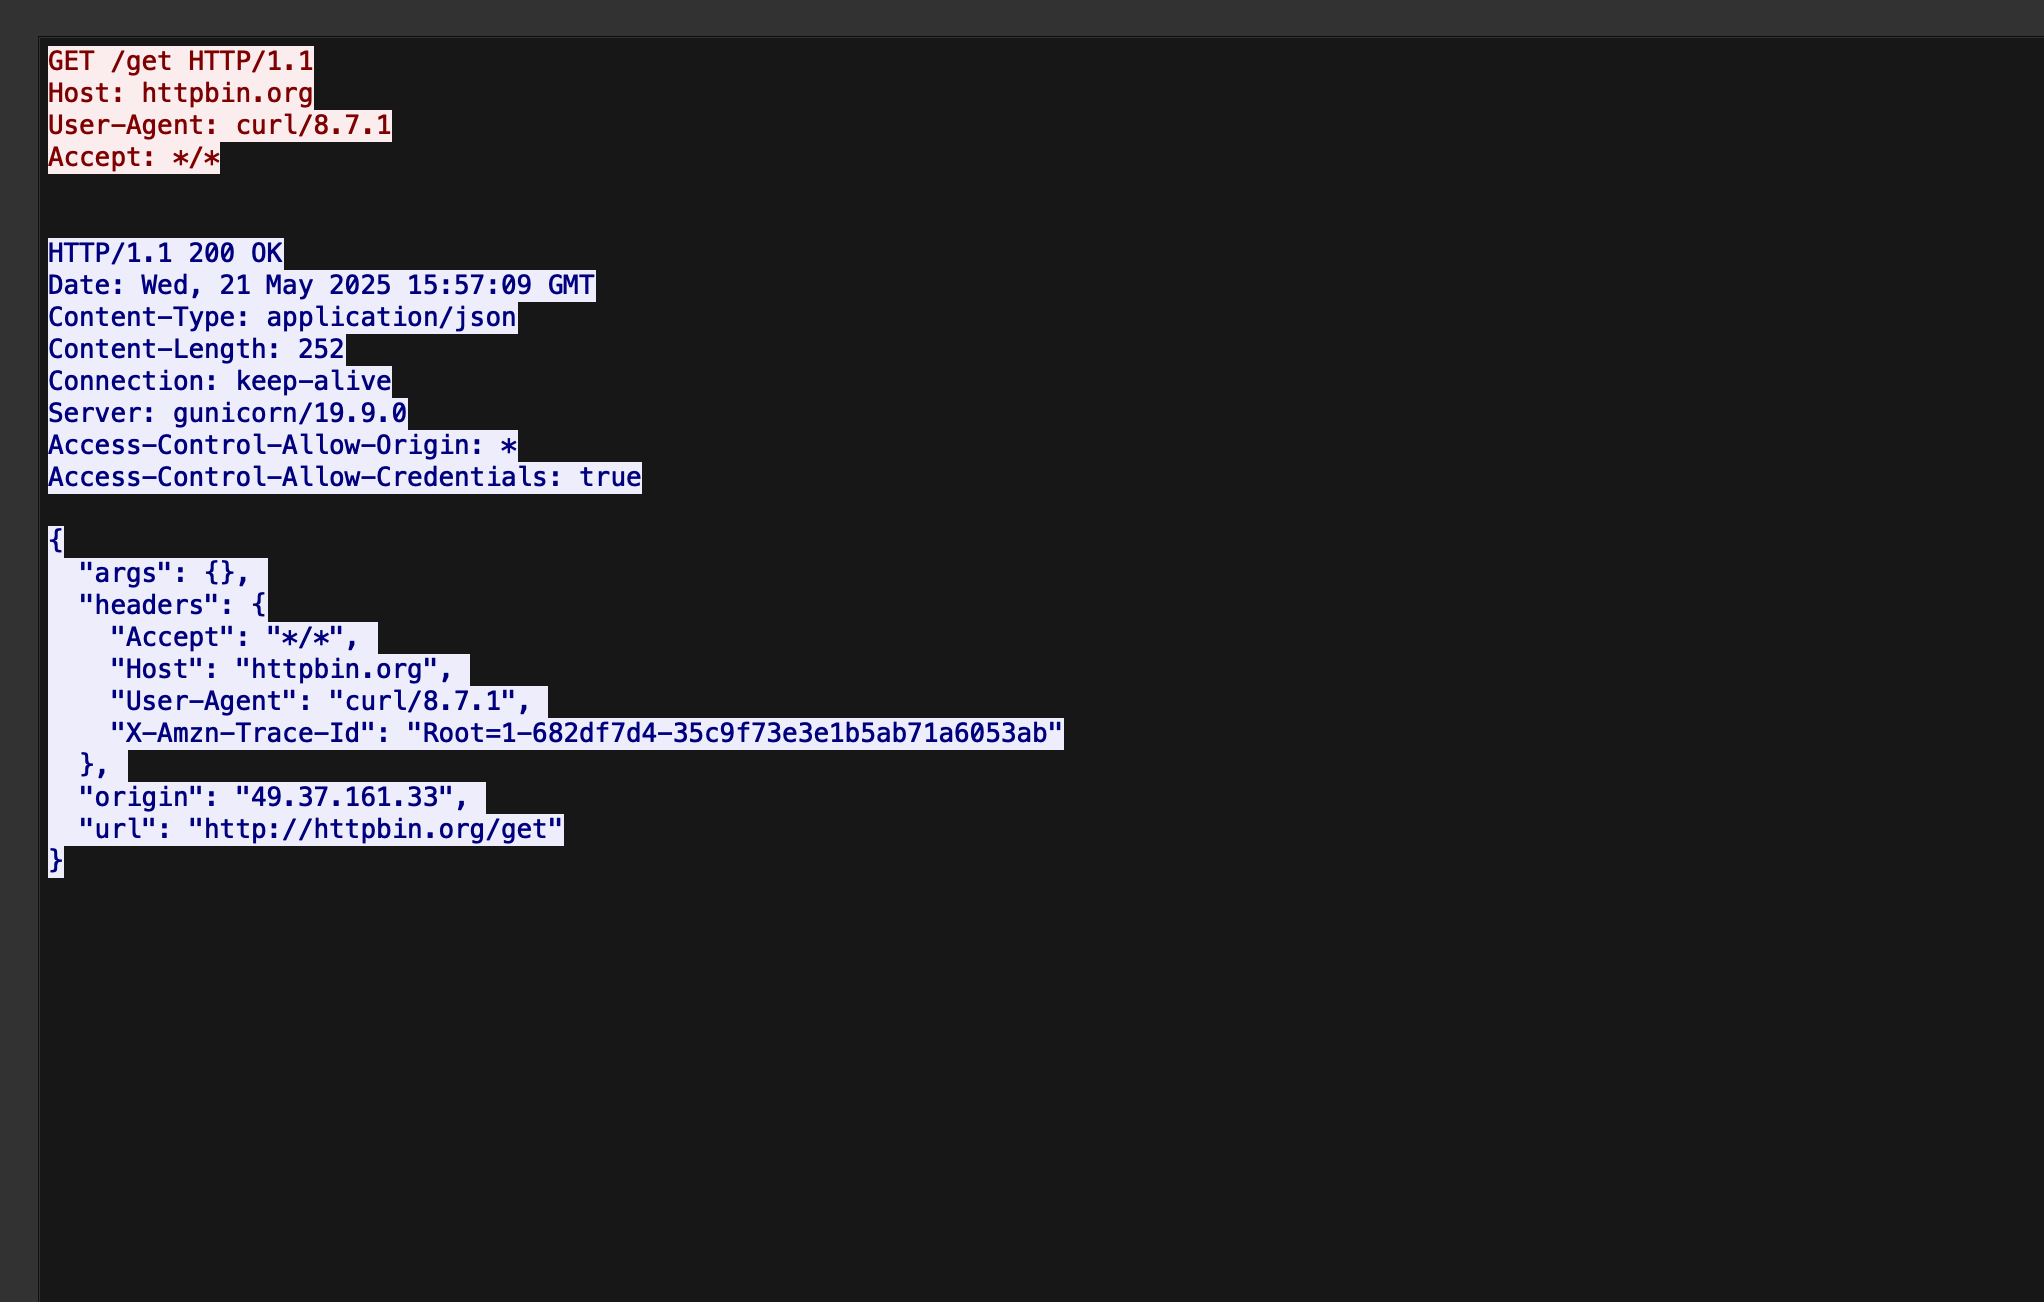 GET /get HTTP/1.1
Host: httpbin.org
User-Agent: curl/8.7.1
Accept: */*
HTTP/1.1 200 OK
Date: Wed, 21 May 2025 15:57:09 GMT
Content-Type: application/json
Content-Length: 252
Connection: keep-alive
Server: gunicorn/19.9.0
Access-Control-Allow-Origin: *
Access-Control-Allow-Credentials: true
{
  "args": {},
  "headers": {
    "Accept": "*/*",
    "Host": "httpbin.org",
    "User-Agent": "curl/8.7.1",
    "X-Amzn-Trace-Id": "Root=1-682df7d4-35c9f73e3e1b5ab71a6053ab"
  },
  "origin": "49.37.161.33",
  "url": "http://httpbin.org/get"
}